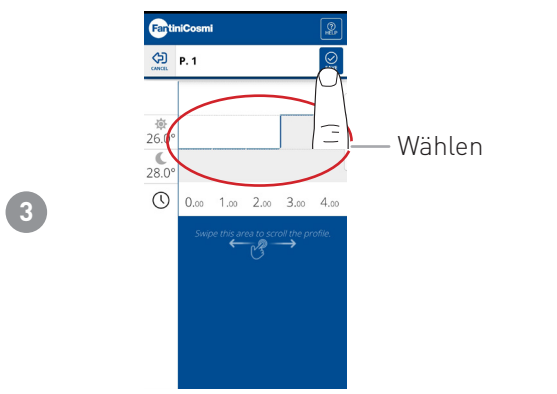 FantiniCosmi
HELP
CANCEL
P. 1
26.0°
28.0°
Wählen
3
0.00 1.00 2.00 3.00 4.00
Swipe this area to scroll the profile.